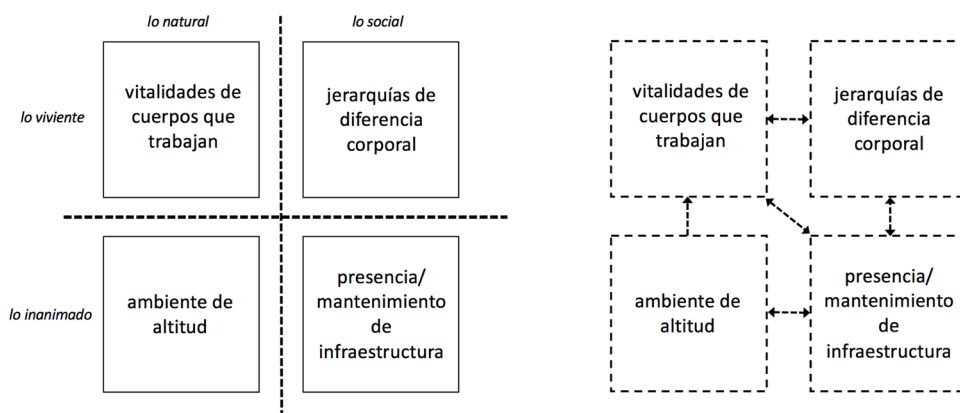 lo natural
lo social
lo viviente
vitalidades de
cuerpos que
trabajan
jerarquías de
diferencia
corporal
lo inanimado
ambiente de
altitud
presencia/
mantenimiento
de
infraestructura
vitalidades de
cuerpos que
trabajan
jerarquías de
diferencia
corporal
ambiente de
altitud
presencia/
mantenimiento
de
infraestructura